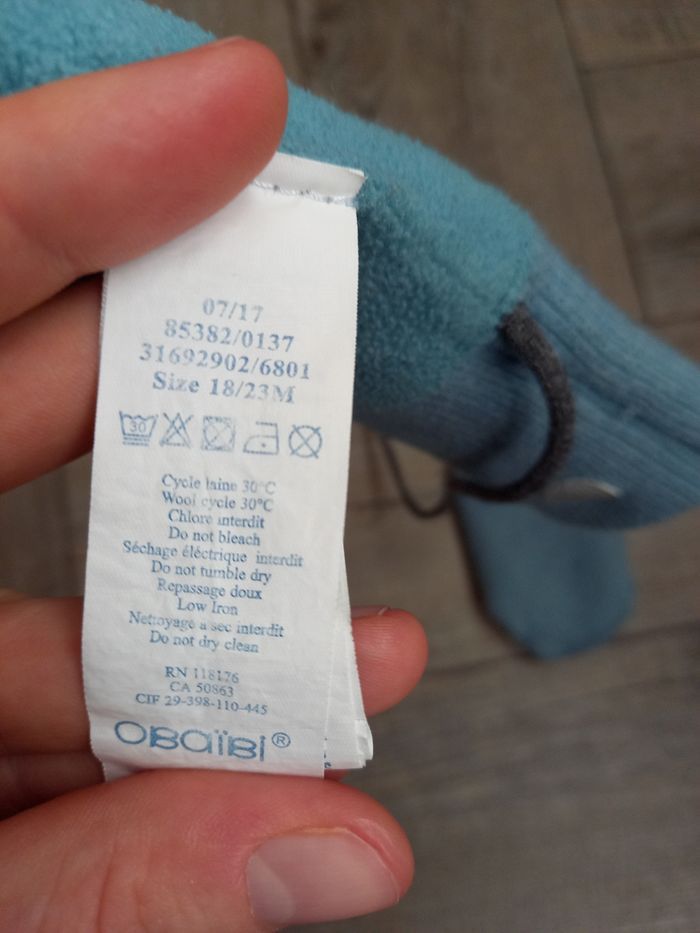 07/17
85382/0137
31692902/6801
Size 18/23M
30
Cycle laine 30°C
Wool cycle 30°C
Chlore interdit
Do not bleach
Séchage éléctrique interdit
Do not tumble dry
Repassage doux
Low Iron
Nettoyage a sec interdit
Do not dry clean
RN 118176
CA 50863
CIF 29-398-110-445
OBaïBi®